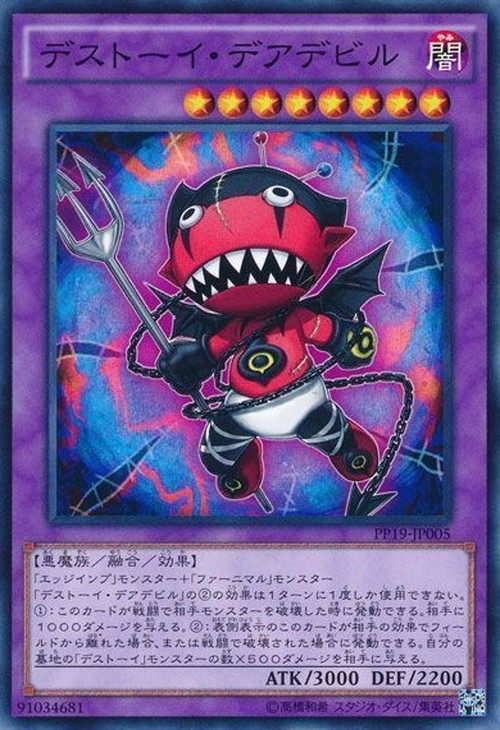 デストーイ・デアデビル
闇
やみ
PP19-JP005
【悪魔族／融合／効果】
「エッジインプ」モンスター＋「ファーニマル」モンスター
「デストーイ・デアデビル」の②の効果は１ターンに１度しか使用できない。
①：このカードが戦闘で相手モンスターを破壊した時に発動できる。相手に
１０００ダメージを与える。②：表側表示のこのカードが相手の効果でフィー
ルドから離れた場合、または戦闘で破壊された場合に発動できる。自分の
墓地の「デストーイ」モンスターの数×５００ダメージを相手に与える。
ATK/3000 DEF/2200
91034681
©高橋和希 スタジオ・ダイス/集英社